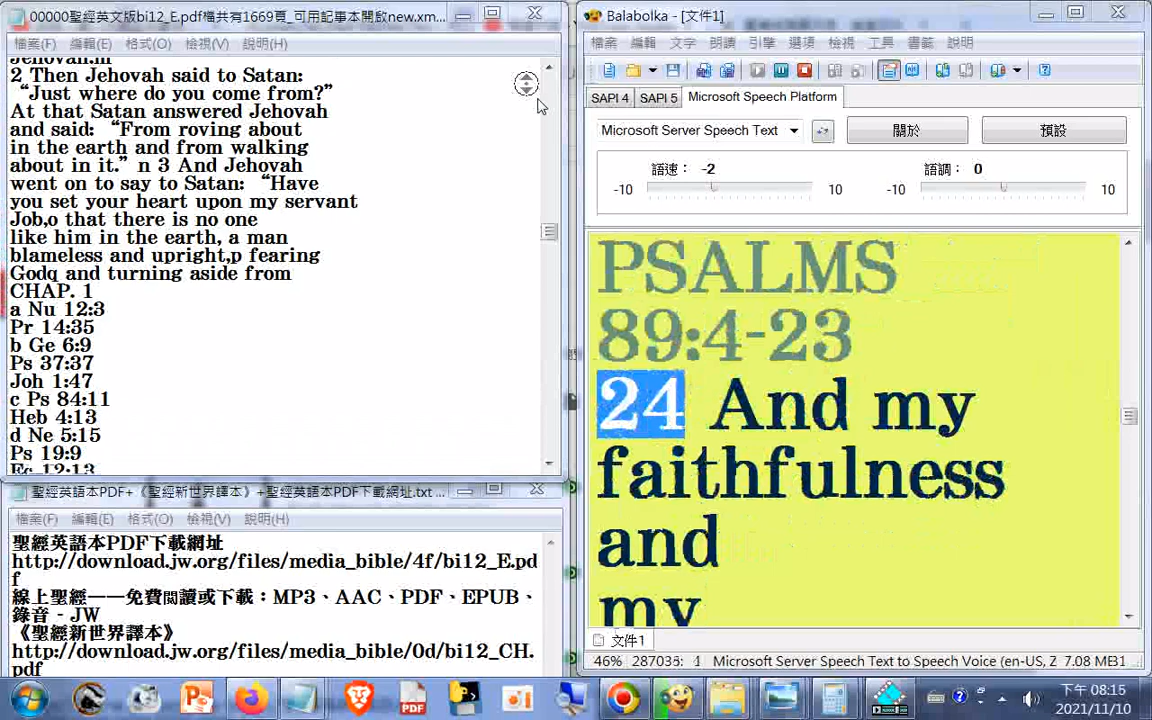 00000聖經英文版bi12_E.pdf檔共有1669頁_可用記事本開啟new.xm...
檔案(F) 編輯(E) 格式(O) 檢視(V) 說明(H)
Jehovah.m
2 Then Jehovah said to Satan:
“Just where do you come from?”
At that Satan answered Jehovah
and said: “From roving about
in the earth and from walking
about in it.” n 3 And Jehovah
went on to say to Satan: “Have
you set your heart upon my servant
Job,o that there is no one
like him in the earth, a man
blameless and upright,p fearing
Godq and turning aside from
CHAP. 1
a Nu 12:3
Pr 14:35
b Ge 6:9
Ps 37:37
Joh 1:47
c Ps 84:11
Heb 4:13
d Ne 5:15
Ps 19:9
Ec 12:13
聖經英語本PDF+《聖經新世界譯本》+聖經英語本PDF下載網址.txt ...
檔案(F) 編輯(E) 格式(O) 檢視(V) 說明(H)
聖經英語本PDF下載網址
http://download.jw.org/files/media_bible/4f/bi12_E.pd
f
線上聖經——免費閱讀或下載：MP3、AAC、PDF、EPUB、
錄音 - JW
《聖經新世界譯本》
http://download.jw.org/files/media_bible/0d/bi12_CH.
pdf
Balabolka - [文件1]
檔案 編輯 文字 朗讀 引擎 選項 檢視 工具 書籤 說明
SAPI 4 SAPI 5 Microsoft Speech Platform
Microsoft Server Speech Text 關於 預設
語速： -2 語調： 0
-10 10 -10 10
PSALMS
89:4-23
24 And my
faithfulness
and
my
文件1
46% 287035: 1 Microsoft Server Speech Text to Speech Voice (en-US, Z 7.08 MB1
下午 08:15
2021/11/10